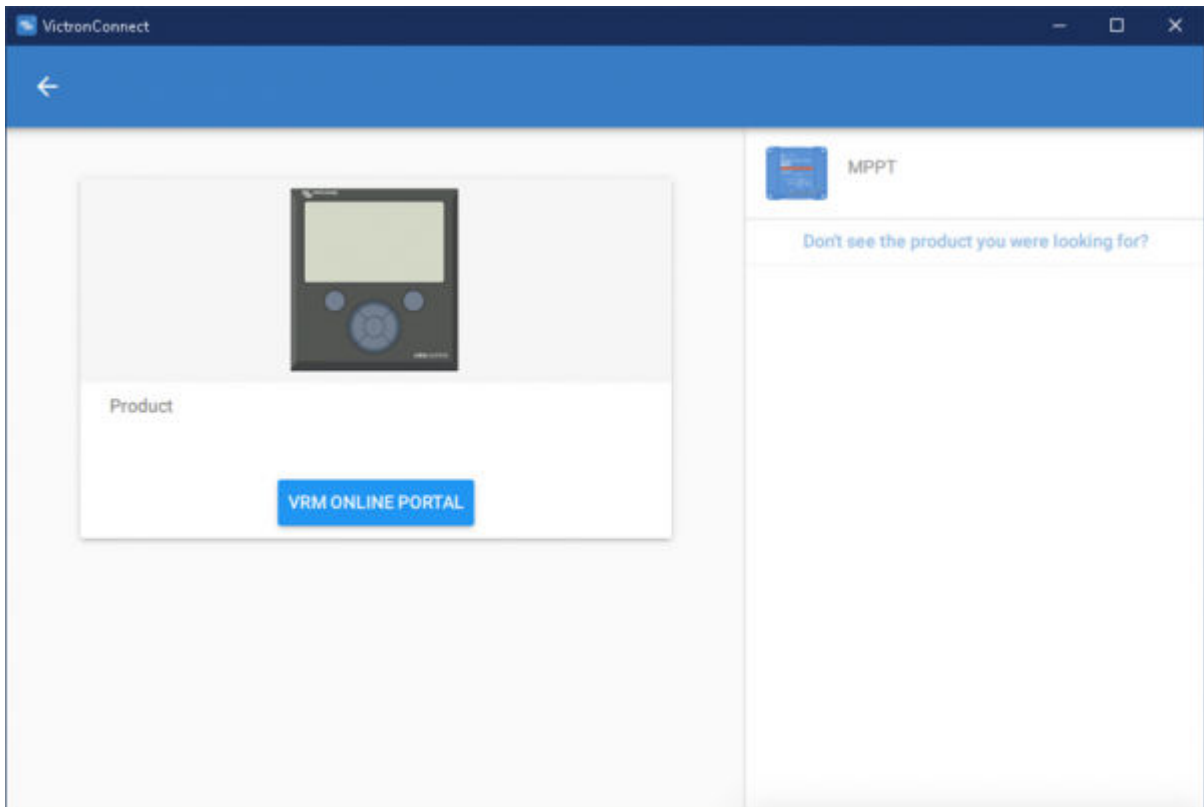 VictronConnect
Product
VRM ONLINE PORTAL
MPPT
Don't see the product you were looking for?